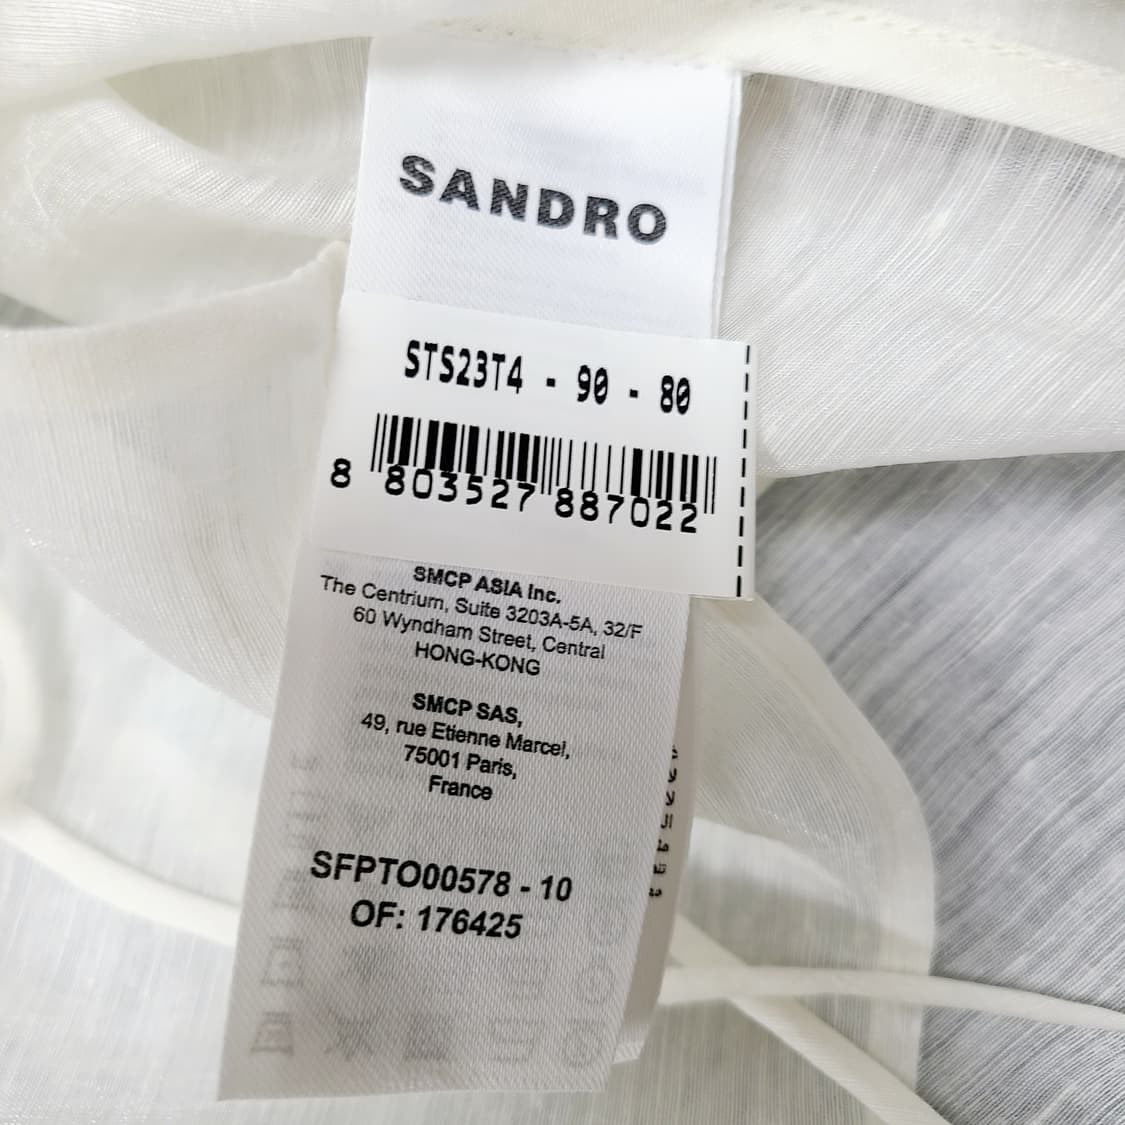 SANDRO
STS23T4 - 90 - 80
8 803527 887022
SMCP ASIA Inc.
The Centrium, Suite 3203A-5A, 32/F
60 Wyndham Street, Central
HONG-KONG
SMCP SAS,
49, rue Etienne Marcel,
75001 Paris,
France
SFPTO00578 - 10
OF: 176425